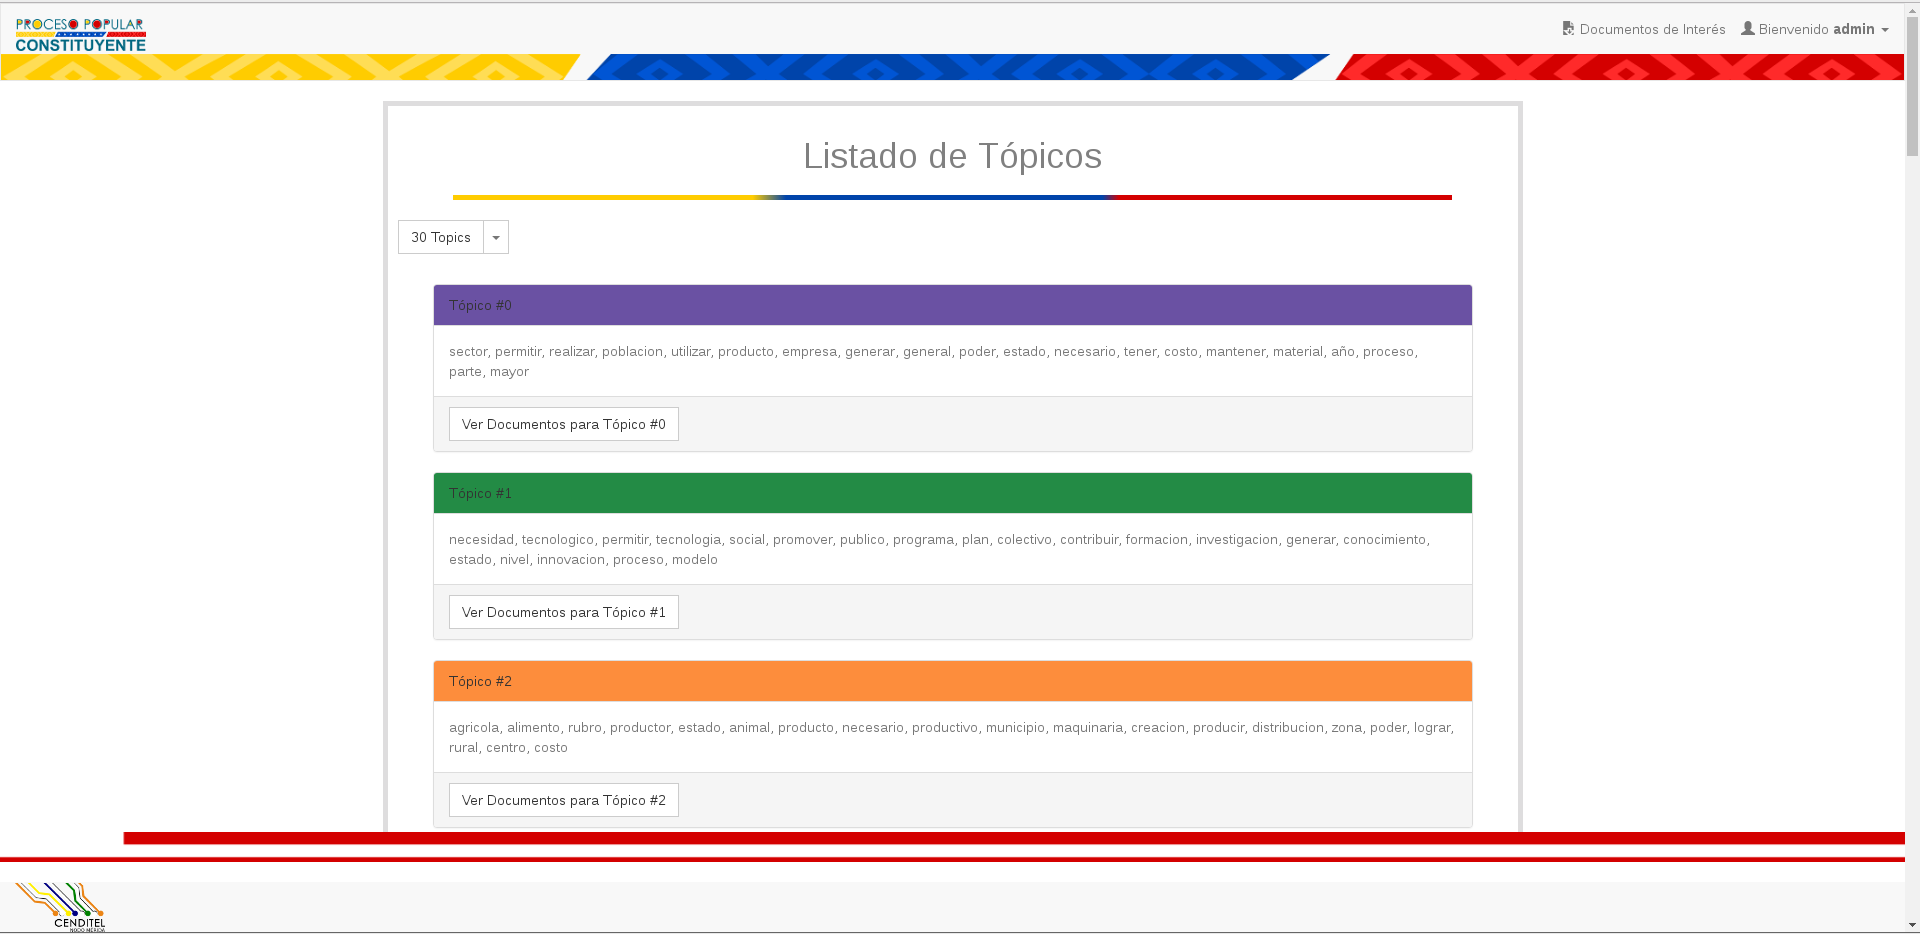 PROCESO POPULAR
CONSTITUYENTE
Documentos de Interés
Bienvenido admin
Listado de Tópicos
30 Topics
Tópico #0
sector, permitir, realizar, poblacion, utilizar, producto, empresa, generar, general, poder, estado, necesario, tener, costo, mantener, material, año, proceso,
parte, mayor
Ver Documentos para Tópico #0
Tópico #1
necesidad, tecnologico, permitir, tecnologia, social, promover, publico, programa, plan, colectivo, contribuir, formacion, investigacion, generar, conocimiento,
estado, nivel, innovacion, proceso, modelo
Ver Documentos para Tópico #1
Tópico #2
agricola, alimento, rubro, productor, estado, animal, producto, necesario, productivo, municipio, maquinaria, creacion, producir, distribucion, zona, poder, lograr,
rural, centro, costo
Ver Documentos para Tópico #2
CENDITEL
NODO MÉRIDA